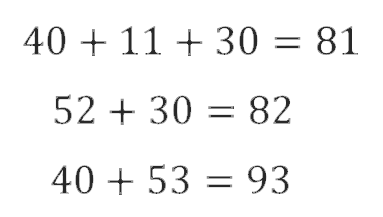 40 + 11 + 30 = 81
52 + 30 = 82
40 + 53 = 93